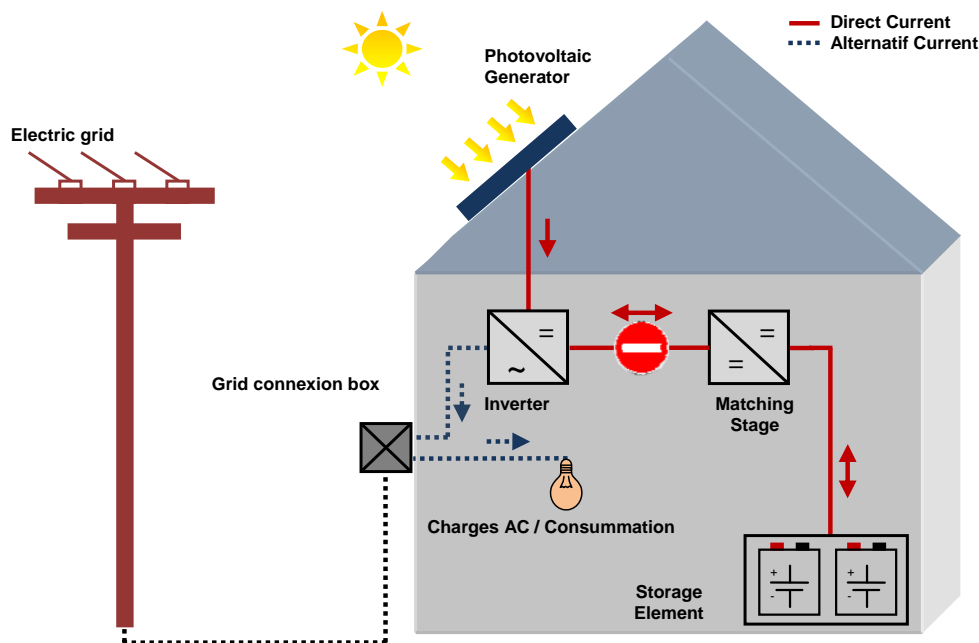 Direct Current
Alternatif Current
Photovoltaic
Generator
Electric grid
=
~
=
=
Grid connexion box
Inverter
Matching
Stage
Charges AC / Consummation
+
-
+
-
Storage
Element